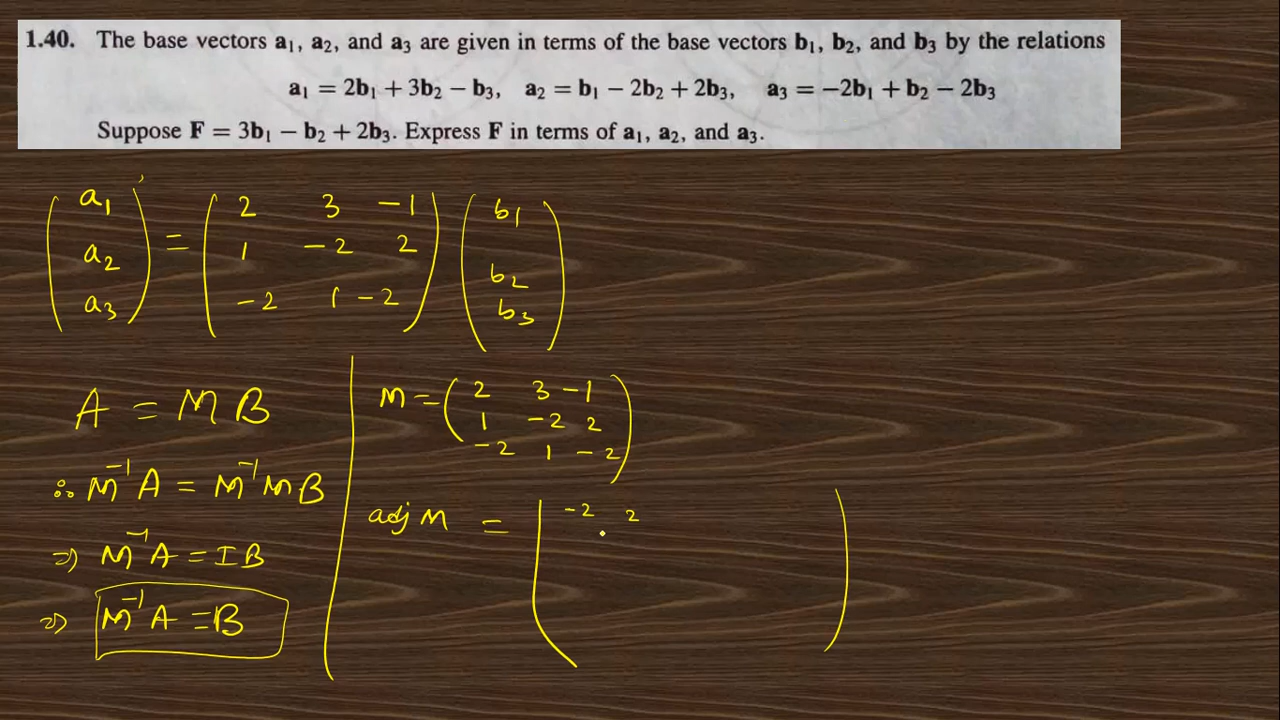 1.40. The base vectors a₁, a₂, and a₃ are given in terms of the base vectors b₁, b₂, and b₃ by the relations
a₁ = 2b₁ + 3b₂ − b₃, a₂ = b₁ − 2b₂ + 2b₃, a₃ = −2b₁ + b₂ − 2b₃
Suppose F = 3b₁ − b₂ + 2b₃. Express F in terms of a₁, a₂, and a₃.
( a₁ ) = ( 2 3 −1 ) ( b₁ )
( a₂ ) ( 1 −2 2 ) ( b₂ )
( a₃ ) ( −2 1 −2 ) ( b₃ )
A = M B
∴ M⁻¹A = M⁻¹MB
⇒ M⁻¹A = IB
⇒ M⁻¹A = B
M = ( 2 3 −1
1 −2 2
−2 1 −2 )
adj M = ( −2 2 )